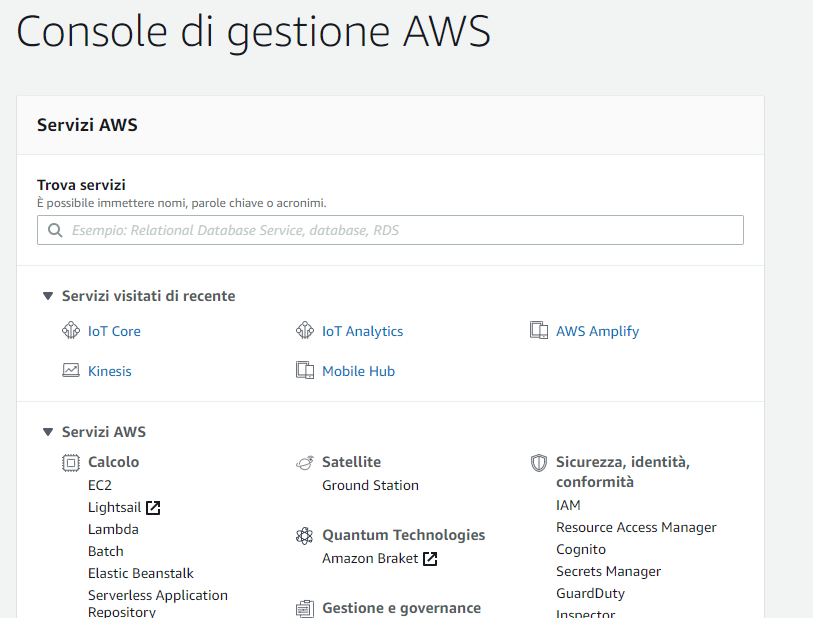 Console di gestione AWS
Servizi AWS
Trova servizi
È possibile immettere nomi, parole chiave o acronimi.
Esempio: Relational Database Service, database, RDS
Servizi visitati di recente
IoT Core
IoT Analytics
AWS Amplify
Kinesis
Mobile Hub
Servizi AWS
Calcolo
EC2
Lightsail
Lambda
Batch
Elastic Beanstalk
Serverless Application
Repository
Satellite
Ground Station
Quantum Technologies
Amazon Braket
Gestione e governance
Sicurezza, identità,
conformità
IAM
Resource Access Manager
Cognito
Secrets Manager
GuardDuty
Inspector